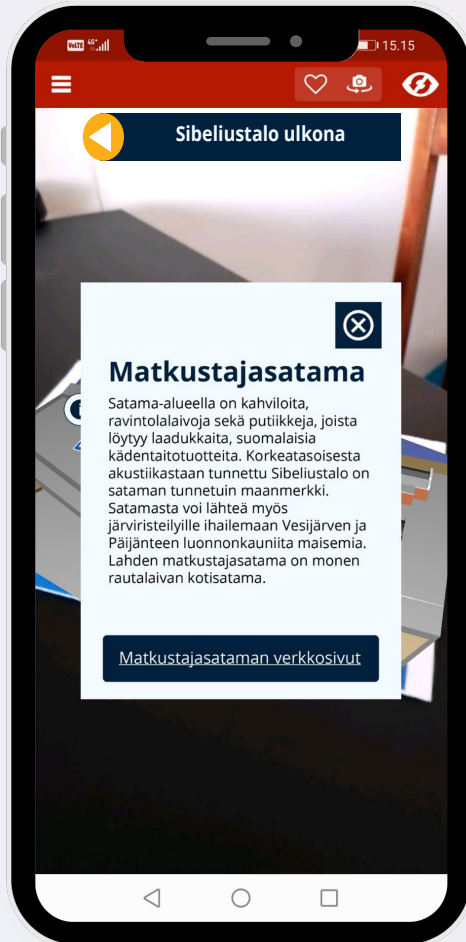 VoLTE 4G+ 15.15
Sibeliustalo ulkona
Matkustajasatama
Satama-alueella on kahviloita,
ravintolalaivoja sekä putiikkeja, joista
löytyy laadukkaita, suomalaisia
kädentaitotuotteita. Korkeatasoisesta
akustiikastaan tunnettu Sibeliustalo on
sataman tunnetuin maanmerkki.
Satamasta voi lähteä myös
järviristeilyille ihailemaan Vesijärven ja
Päijänteen luonnonkauniita maisemia.
Lahden matkustajasatama on monen
rautalaivan kotisatama.
Matkustajasataman verkkosivut